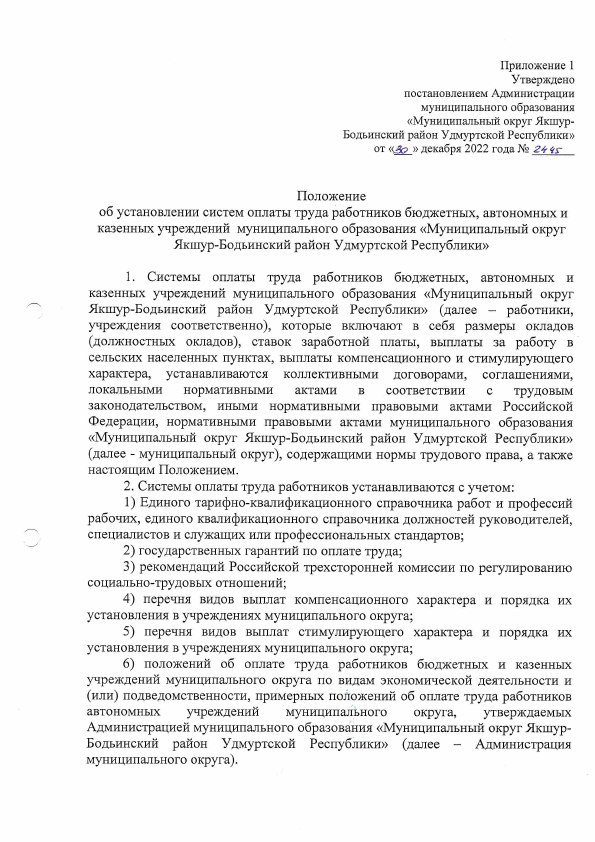 Приложение 1
Утверждено
постановлением Администрации
муниципального образования
«Муниципальный округ Якшур-
Бодьинский район Удмуртской Республики»
от «30» декабря 2022 года № 2445
Положение
об установлении систем оплаты труда работников бюджетных, автономных и
казенных учреждений муниципального образования «Муниципальный округ
Якшур-Бодьинский район Удмуртской Республики»
1. Системы оплаты труда работников бюджетных, автономных и
казенных учреждений муниципального образования «Муниципальный округ
Якшур-Бодьинский район Удмуртской Республики» (далее – работники,
учреждения соответственно), которые включают в себя размеры окладов
(должностных окладов), ставок заработной платы, выплаты за работу в
сельских населенных пунктах, выплаты компенсационного и стимулирующего
характера, устанавливаются коллективными договорами, соглашениями,
локальными нормативными актами в соответствии с трудовым
законодательством, иными нормативными правовыми актами Российской
Федерации, нормативными правовыми актами муниципального образования
«Муниципальный округ Якшур-Бодьинский район Удмуртской Республики»
(далее - муниципальный округ), содержащими нормы трудового права, а также
настоящим Положением.
2. Системы оплаты труда работников устанавливаются с учетом:
1) Единого тарифно-квалификационного справочника работ и профессий
рабочих, единого квалификационного справочника должностей руководителей,
специалистов и служащих или профессиональных стандартов;
2) государственных гарантий по оплате труда;
3) рекомендаций Российской трехсторонней комиссии по регулированию
социально-трудовых отношений;
4) перечня видов выплат компенсационного характера и порядка их
установления в учреждениях муниципального округа;
5) перечня видов выплат стимулирующего характера и порядка их
установления в учреждениях муниципального округа;
6) положений об оплате труда работников бюджетных и казенных
учреждений муниципального округа по видам экономической деятельности и
(или) подведомственности, примерных положений об оплате труда работников
автономных учреждений муниципального округа, утверждаемых
Администрацией муниципального образования «Муниципальный округ Якшур-
Бодьинский район Удмуртской Республики» (далее – Администрация
муниципального округа).